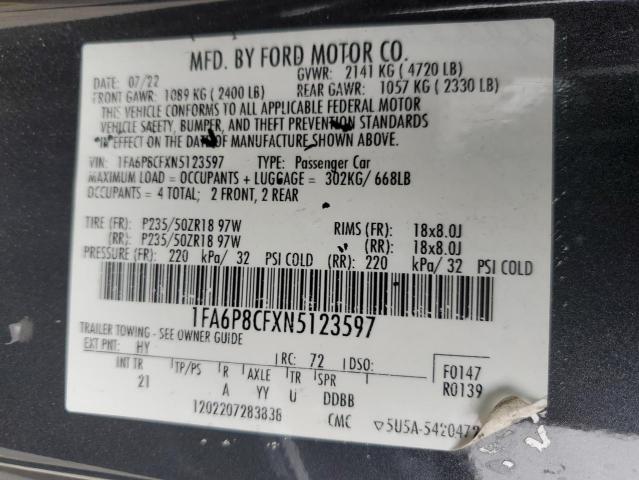 MFD. BY FORD MOTOR CO.
DATE: 07/22 GVWR: 2141 KG ( 4720 LB)
FRONT GAWR: 1089 KG ( 2400 LB) REAR GAWR: 1057 KG ( 2330 LB)
THIS VEHICLE CONFORMS TO ALL APPLICABLE FEDERAL MOTOR
VEHICLE SAFETY, BUMPER, AND THEFT PREVENTION STANDARDS
IN EFFECT ON THE DATE OF MANUFACTURE SHOWN ABOVE.
VIN: 1FA6P8CFXN5123597 TYPE: Passenger Car
MAXIMUM LOAD = OCCUPANTS + LUGGAGE = 302KG/ 668LB
OCCUPANTS = 4 TOTAL; 2 FRONT, 2 REAR
TIRE (FR): P235/50ZR18 97W RIMS (FR): 18x8.0J
(RR): P235/50ZR18 97W (RR): 18x8.0J
PRESSURE (FR): 220 kPa/ 32 PSI COLD (RR): 220 kPa/ 32 PSI COLD
1FA6P8CFXN5123597
TRAILER TOWING - SEE OWNER GUIDE
EXT PNT: HY RC: 72 DSO: F0147
INT TR TP/PS R AXLE TR SPR R0139
21 A YY U DDBB
1202207283838 CMC ▽5U5A-5420472